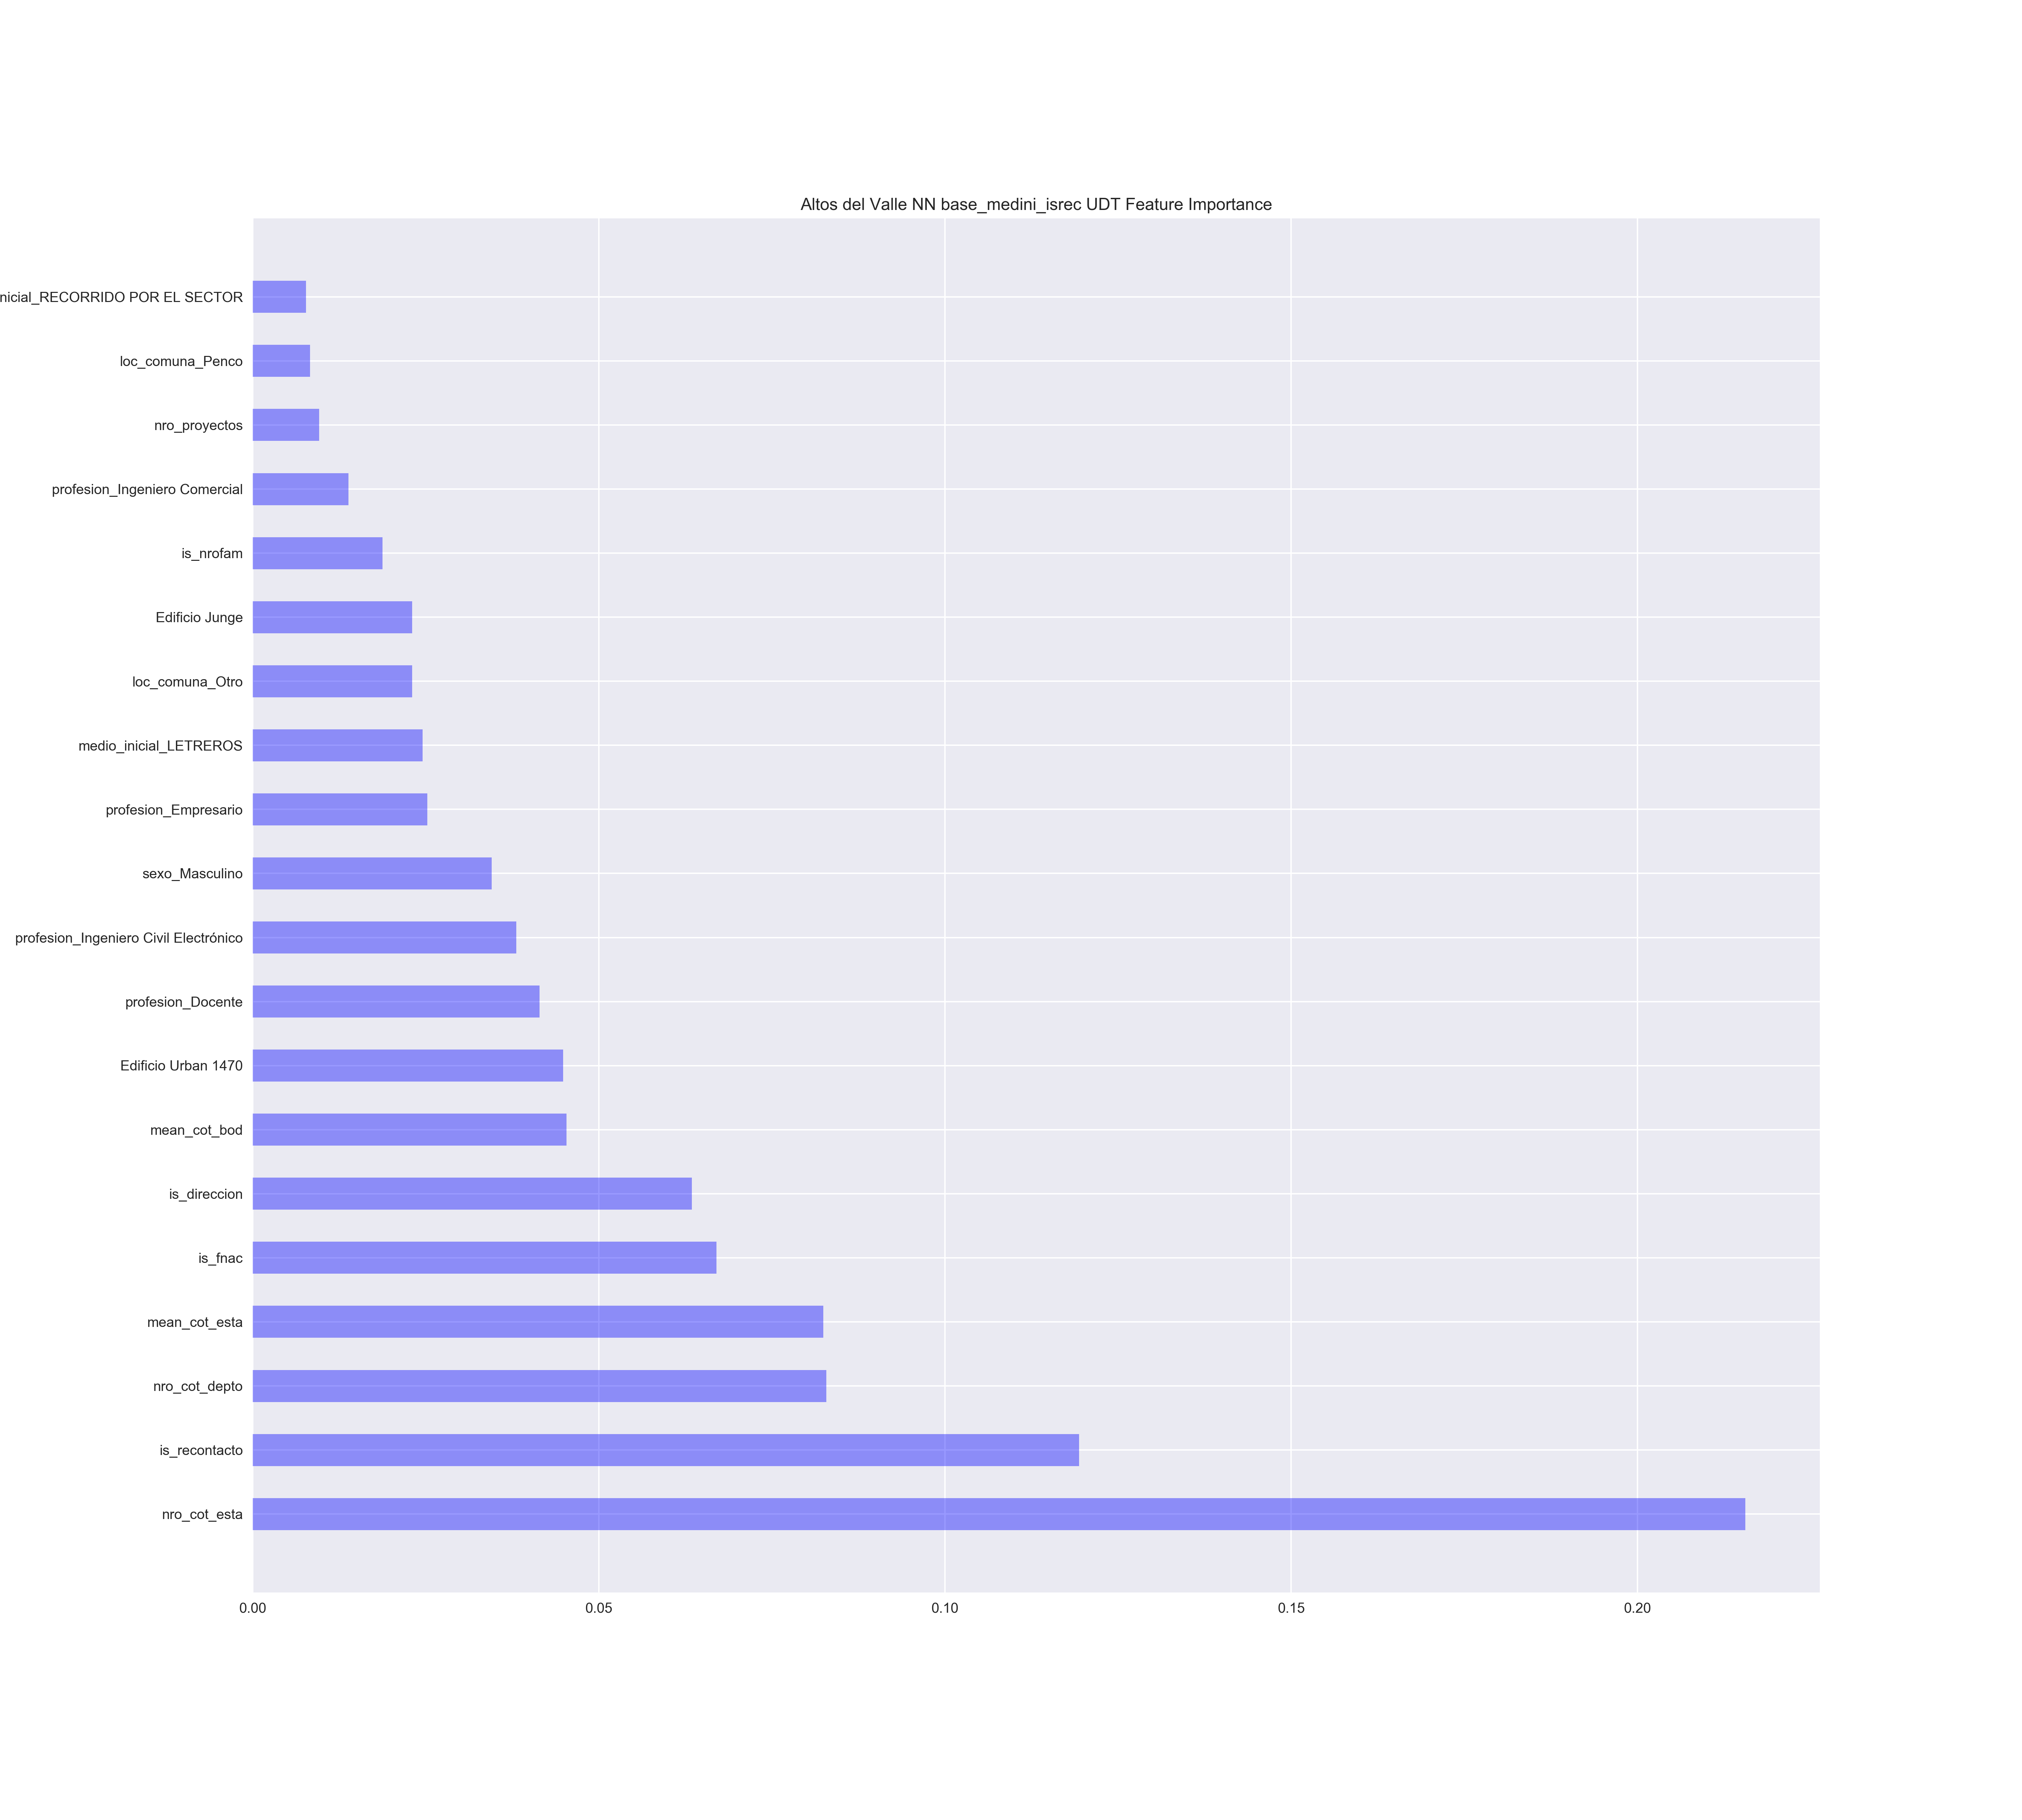 Altos del Valle NN base_medini_isrec UDT Feature Importance
nicial_RECORRIDO POR EL SECTOR
loc_comuna_Penco
nro_proyectos
profesion_Ingeniero Comercial
is_nrofam
Edificio Junge
loc_comuna_Otro
medio_inicial_LETREROS
profesion_Empresario
sexo_Masculino
profesion_Ingeniero Civil Electrónico
profesion_Docente
Edificio Urban 1470
mean_cot_bod
is_direccion
is_fnac
mean_cot_esta
nro_cot_depto
is_recontacto
nro_cot_esta
0.00 0.05 0.10 0.15 0.20